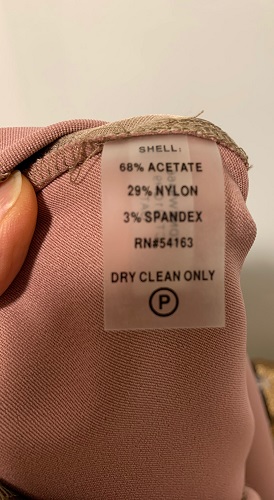 SHELL:
68% ACETATE
29% NYLON
3% SPANDEX
RN#54163
DRY CLEAN ONLY
P